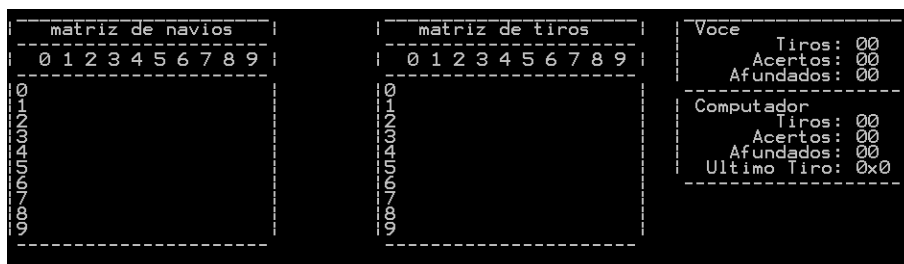 matriz de navios
0 1 2 3 4 5 6 7 8 9
0
1
2
3
4
5
6
7
8
9
matriz de tiros
0 1 2 3 4 5 6 7 8 9
0
1
2
3
4
5
6
7
8
9
Voce
Tiros: 00
Acertos: 00
Afundados: 00
Computador
Tiros: 00
Acertos: 00
Afundados: 00
Ultimo Tiro: 0x0